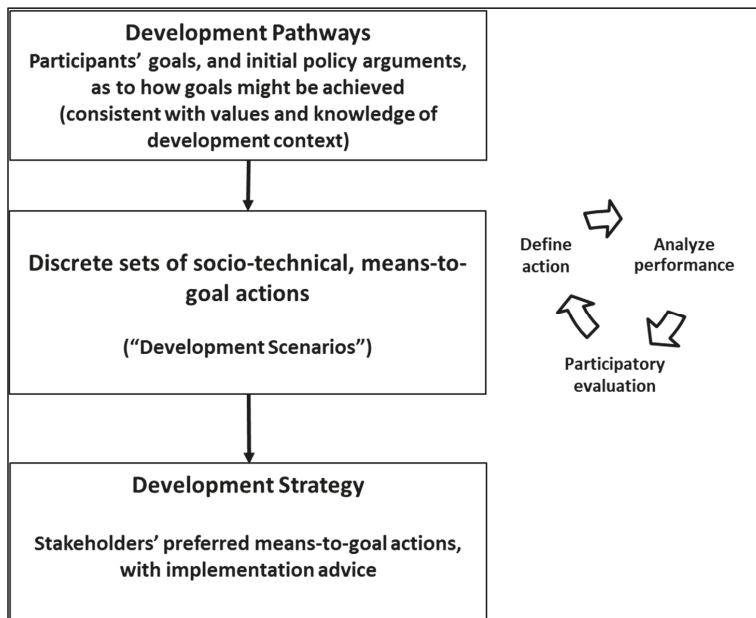 Development Pathways
Participants’ goals, and initial policy arguments,
as to how goals might be achieved
(consistent with values and knowledge of
development context)
Discrete sets of socio-technical, means-to-
goal actions
(“Development Scenarios”)
Define
action
Analyze
performance
Participatory
evaluation
Development Strategy
Stakeholders’ preferred means-to-goal actions,
with implementation advice